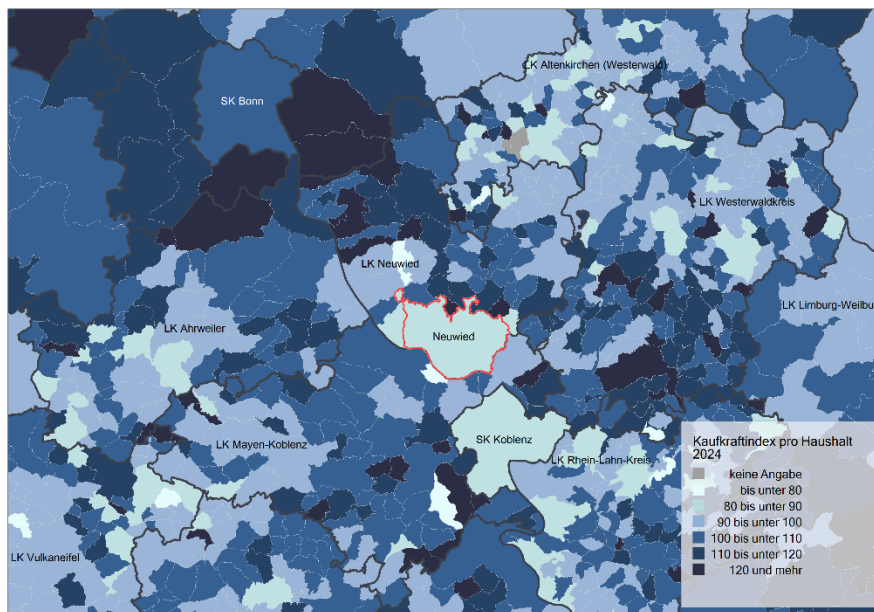 LK Altenkirchen (Westerwald)
SK Bonn
LK Westerwaldkreis
LK Neuwied
LK Limburg-Weilbu
LK Ahrweiler
Neuwied
SK Koblenz
LK Mayen-Koblenz
LK Rhein-Lahn-Kreis
LK Vulkaneifel
Kaufkraftindex pro Haushalt
2024
keine Angabe
bis unter 80
80 bis unter 90
90 bis unter 100
100 bis unter 110
110 bis unter 120
120 und mehr